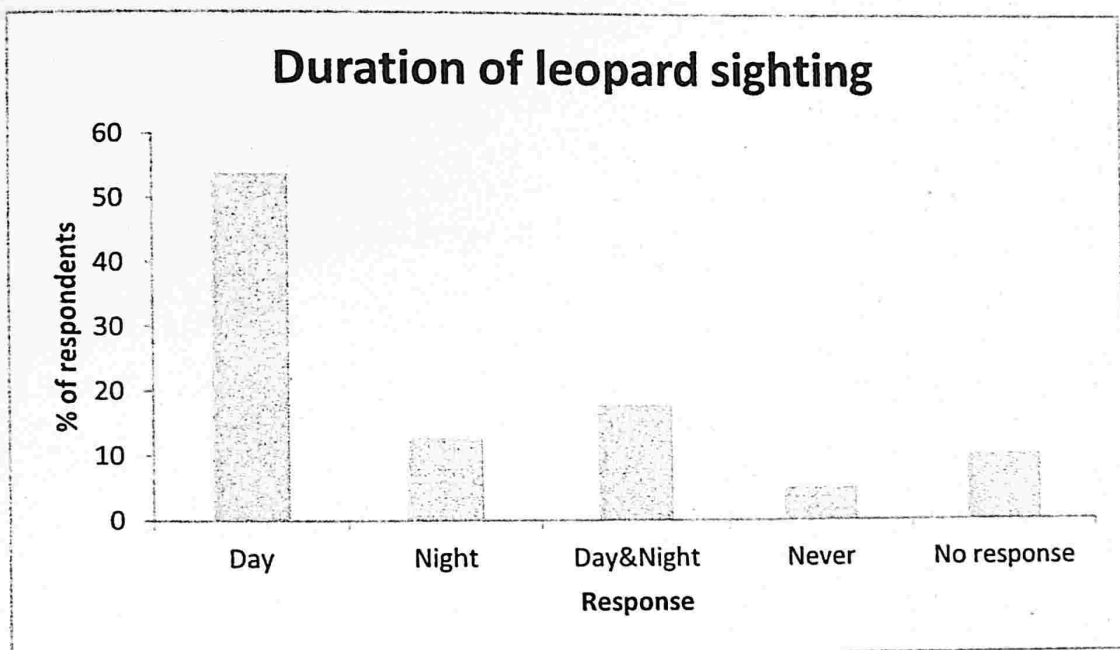 Duration of leopard sighting
60
50
40
30
20
10
0
% of respondents
Day Night Day&Night Never No response
Response